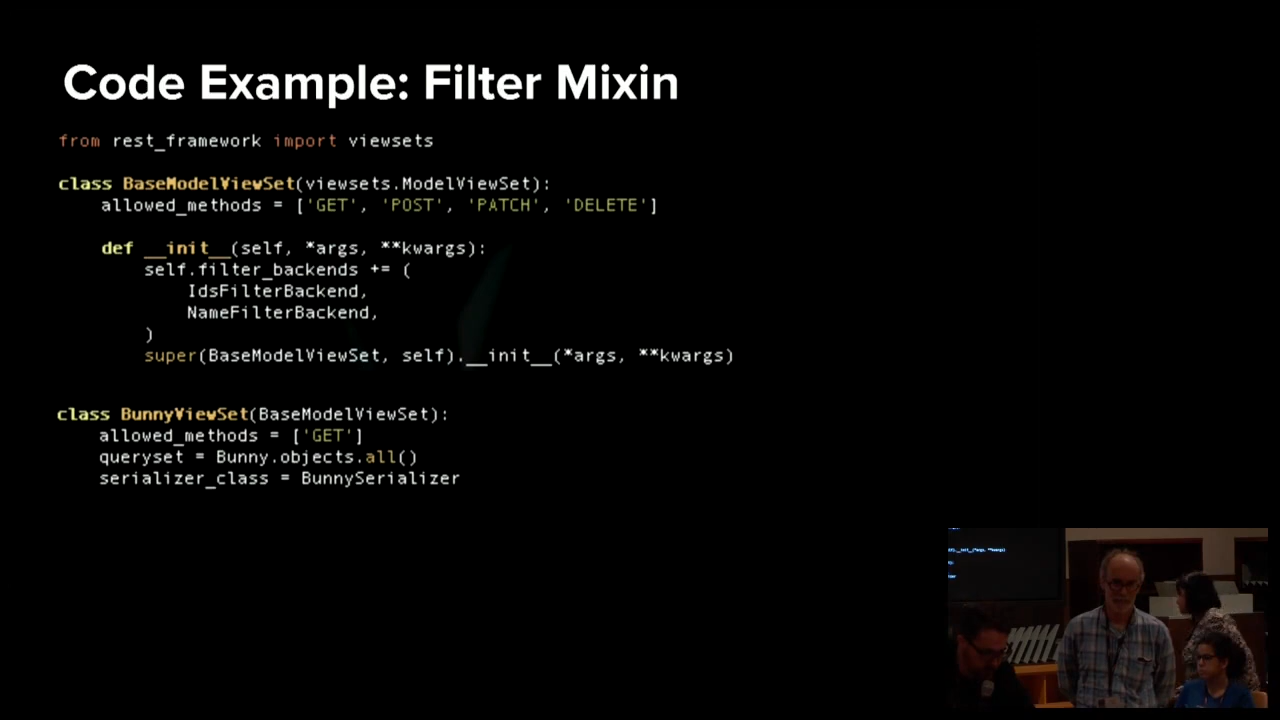 Code Example: Filter Mixin
from rest_framework import viewsets
class BaseModelViewSet(viewsets.ModelViewSet):
allowed_methods = ['GET', 'POST', 'PATCH', 'DELETE']
def __init__(self, *args, **kwargs):
self.filter_backends += (
IdsFilterBackend,
NameFilterBackend,
)
super(BaseModelViewSet, self).__init__(*args, **kwargs)
class BunnyViewSet(BaseModelViewSet):
allowed_methods = ['GET']
queryset = Bunny.objects.all()
serializer_class = BunnySerializer